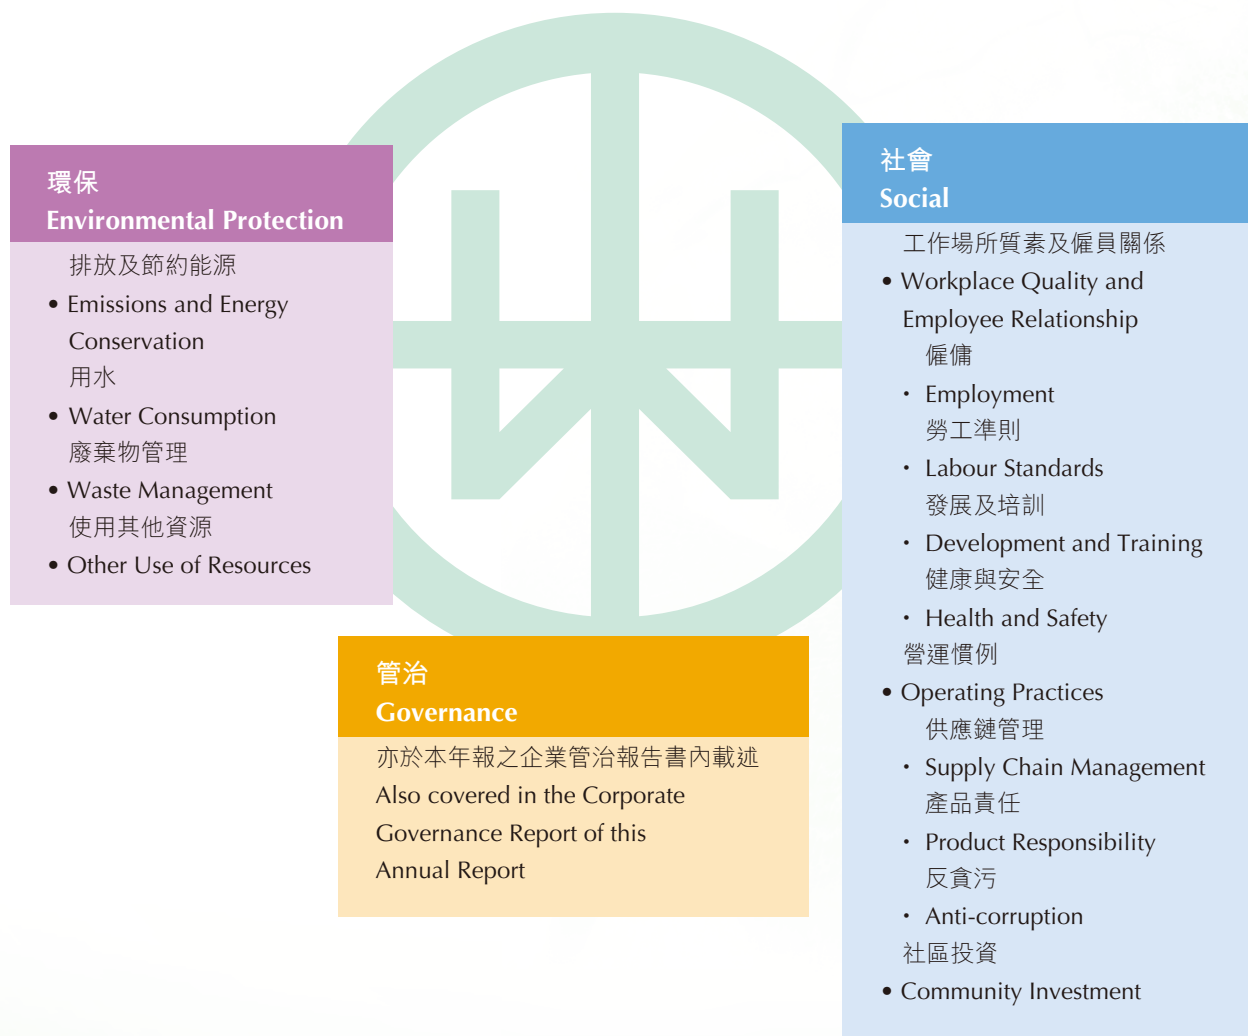 環保
Environmental Protection
排放及節約能源
• Emissions and Energy
Conservation
用水
• Water Consumption
廢棄物管理
• Waste Management
使用其他資源
• Other Use of Resources
管治
Governance
亦於本年報之企業管治報告書內載述
Also covered in the Corporate
Governance Report of this
Annual Report
社會
Social
工作場所質素及僱員關係
• Workplace Quality and
Employee Relationship
僱傭
• Employment
勞工準則
• Labour Standards
發展及培訓
• Development and Training
健康與安全
• Health and Safety
營運慣例
• Operating Practices
供應鏈管理
• Supply Chain Management
產品責任
• Product Responsibility
反貪污
• Anti-corruption
社區投資
• Community Investment